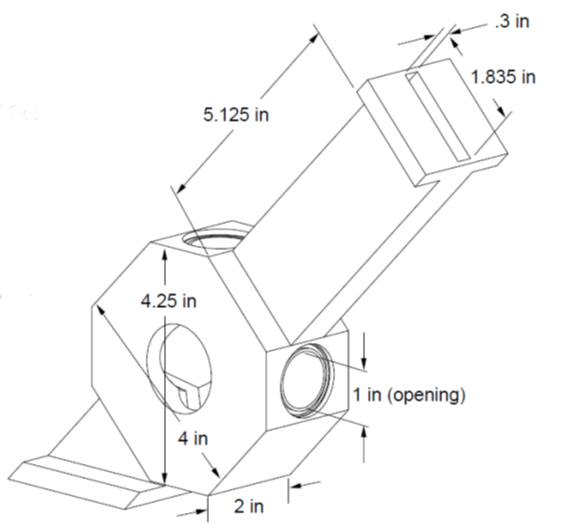 .3 in
1.835 in
5.125 in
4.25 in
1 in (opening)
4 in
2 in